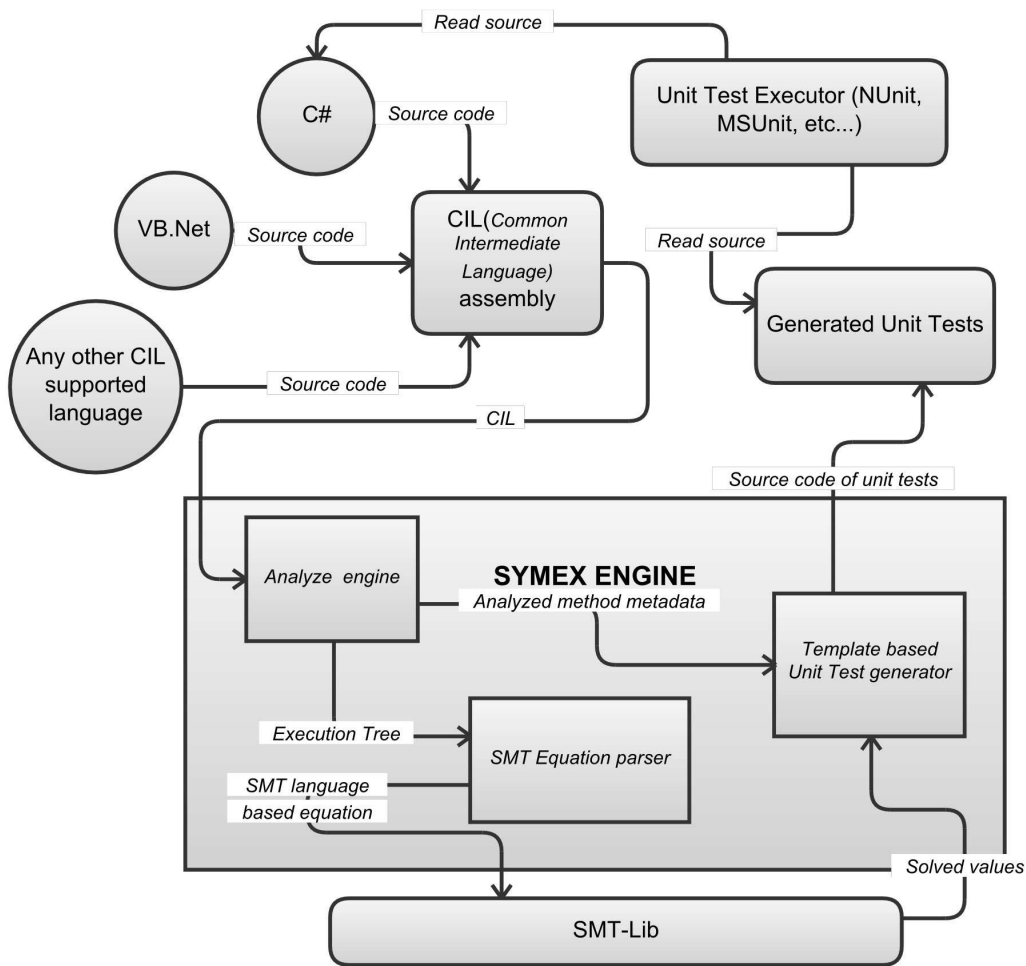 Read source
C#
Source code
Unit Test Executor (NUnit,
MSUnit, etc...)
VB.Net
Source code
CIL(Common
Intermediate
Language)
assembly
Read source
Generated Unit Tests
Any other CIL
supported
language
Source code
CIL
Source code of unit tests
Analyze engine
SYMEX ENGINE
Analyzed method metadata
Template based
Unit Test generator
Execution Tree
SMT Equation parser
SMT language
based equation
Solved values
SMT-Lib